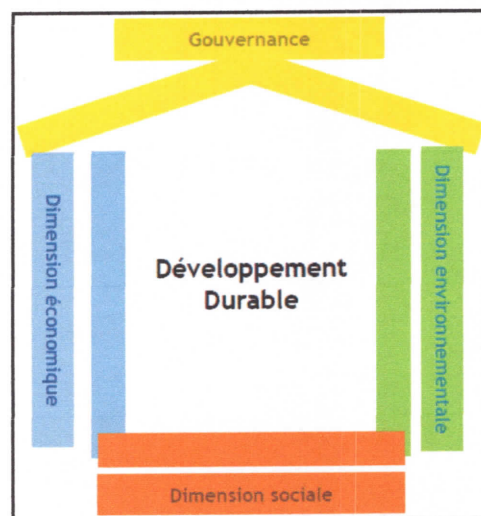 Gouvernance
Dimension économique
Développement
Durable
Dimension environnementale
Dimension sociale